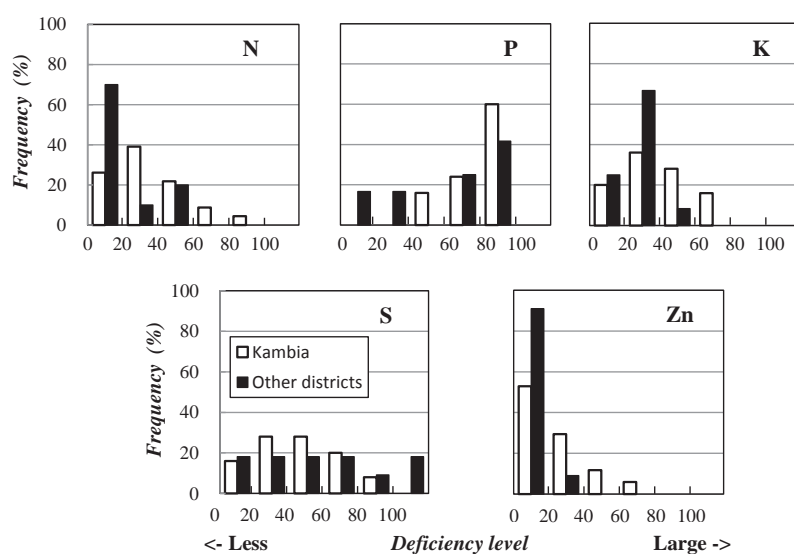 N
P
K
Frequency (%)
100
80
60
40
20
0
0 20 40 60 80 100
0 20 40 60 80 100
0 20 40 60 80 100
S
Zn
Frequency (%)
100
80
60
40
20
0
Kambia
Other districts
0 20 40 60 80 100
0 20 40 60 80 100
<- Less
Deficiency level
Large ->